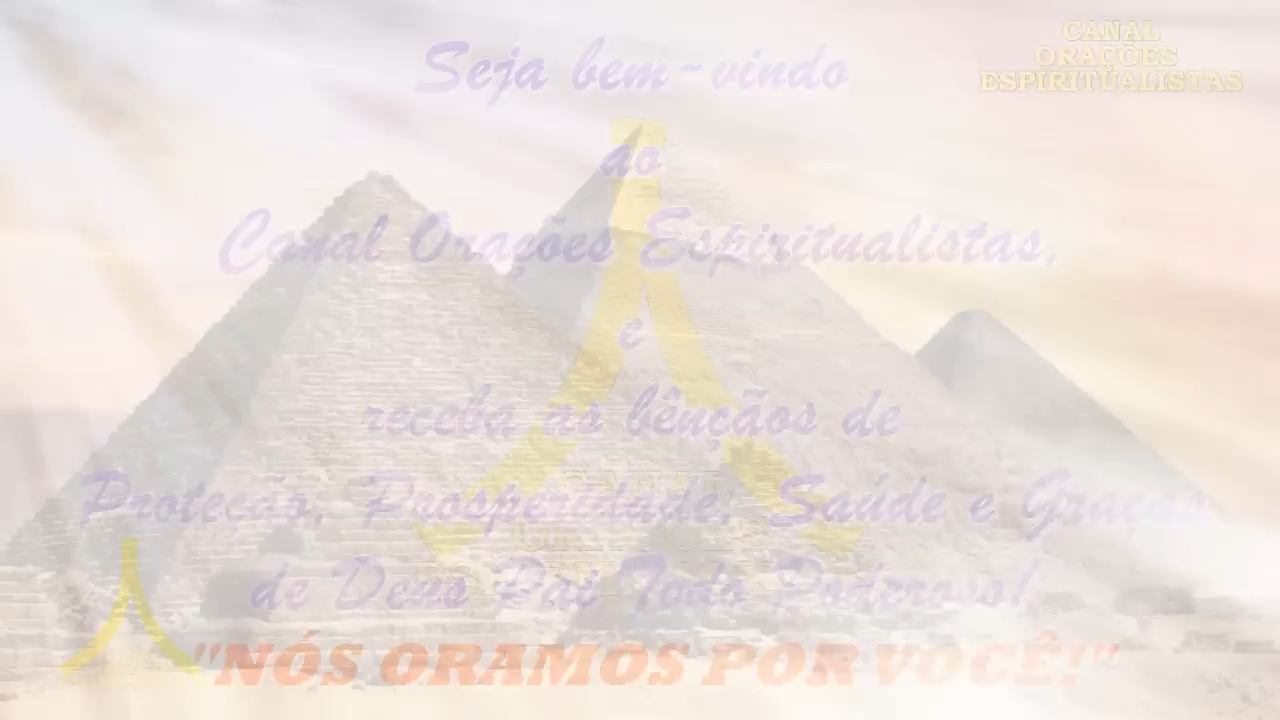 CANAL
ORAÇÕES
ESPIRITUALISTAS
Seja bem-vindo
ao
Canal Orações Espiritualistas,
e
receba as bênçãos de
Proteção, Prosperidade, Saúde e Graças
de Deus Pai Todo Poderoso!
"NÓS ORAMOS POR VOCÊ!"